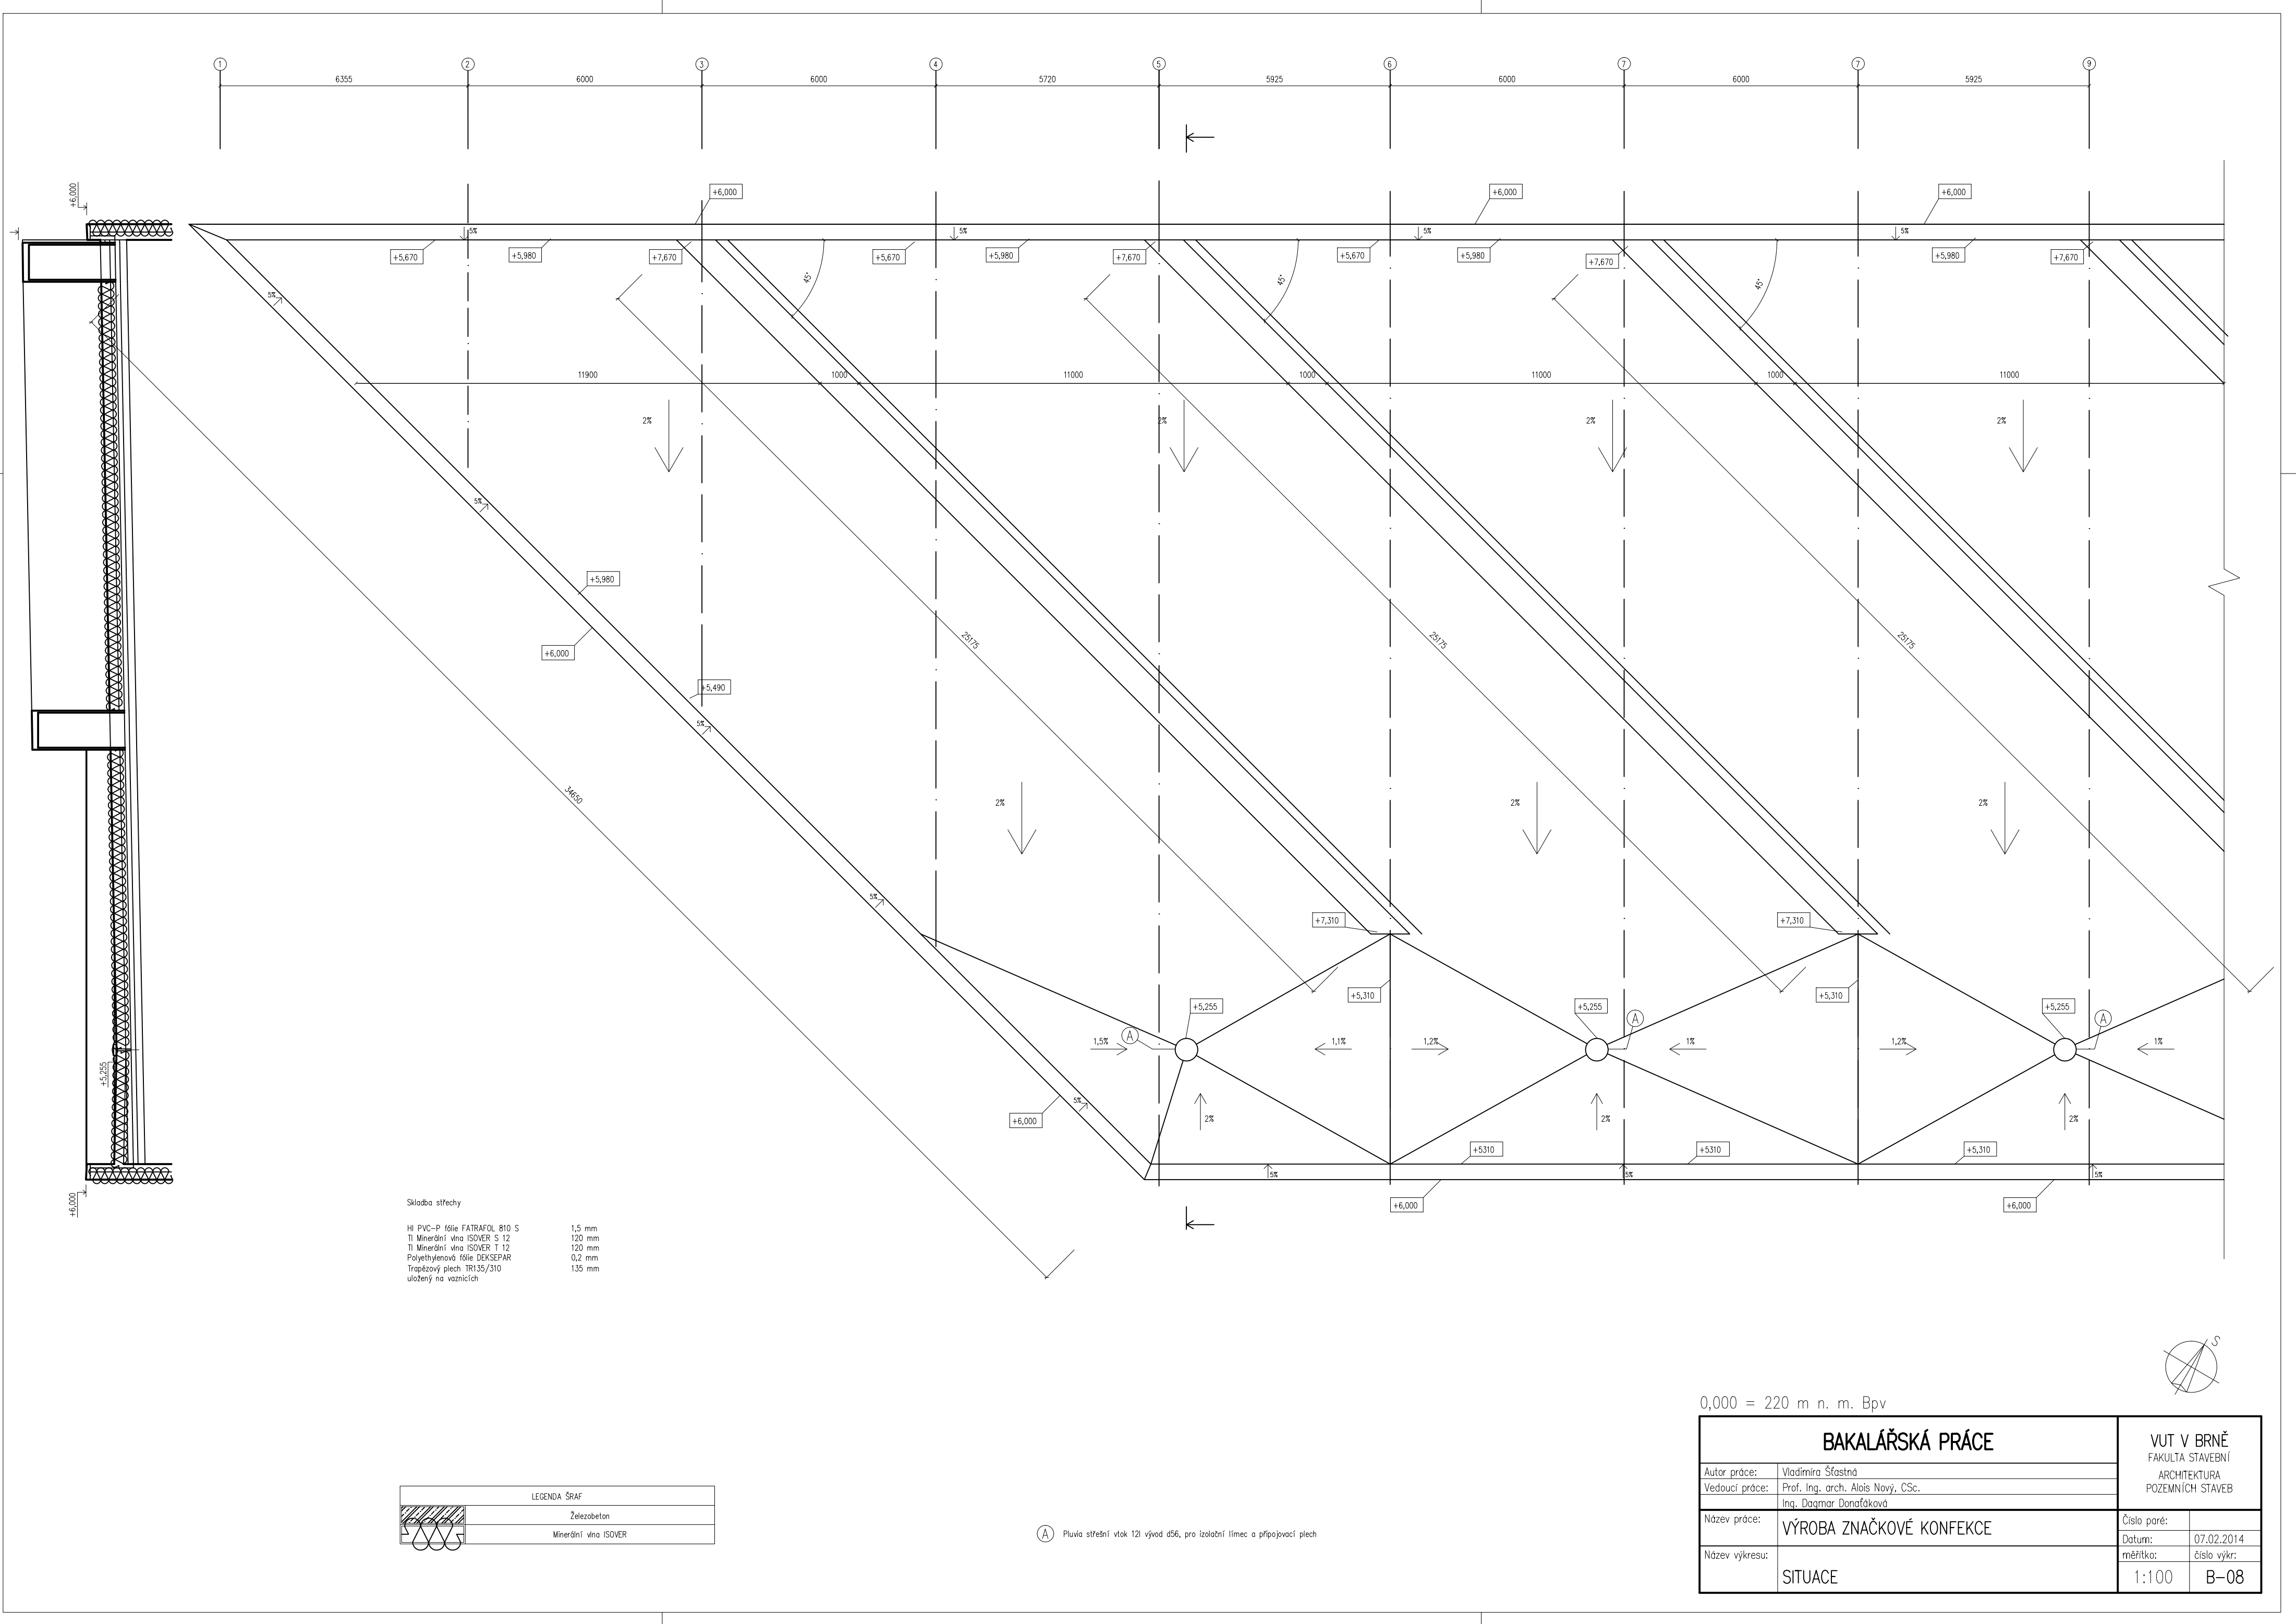 1 2 3 4 5 6 7 7 9
6355 6000 6000 5720 5925 6000 6000 5925
+6,000
+6,000 +6,000 +6,000
5% 5% 5% 5%
+5,670 +5,980 +7,670 +5,670 +5,980 +7,670 +5,670 +5,980 +7,670 +5,980 +7,670
5% 45° 45° 45°
11900 1000 11000 1000 11000 1000 11000
2% 2% 2% 2%
5%
+5,980
25175 25175 25175
+6,000
+5,490
5%
34650
2% 2% 2%
5%
+7,310 +7,310
+5,310 +5,310
+5,255 +5,255 +5,255
A A A
1,5% 1,1% 1,2% 1% 1,2% 1%
+5,255
5%
+6,000
2% 2% 2%
+5310 +5310 +5,310
5% 5% 5%
+6,000 +6,000 +6,000
Skladba střechy
HI PVC-P fólie FATRAFOL 810 S 1,5 mm
TI Minerální vlna ISOVER S 12 120 mm
TI Minerální vlna ISOVER T 12 120 mm
Polyethylenová fólie DEKSEPAR 0,2 mm
Trapézový plech TR135/310 135 mm
uložený na vaznicích
S
0,000 = 220 m n. m. Bpv
BAKALÁŘSKÁ PRÁCE
VUT V BRNĚ
FAKULTA STAVEBNÍ
ARCHITEKTURA
POZEMNÍCH STAVEB
Autor práce: Vladimíra Šťastná
Vedoucí práce: Prof. Ing. arch. Alois Nový, CSc.
Ing. Dagmar Donaťáková
Název práce: VÝROBA ZNAČKOVÉ KONFEKCE
Číslo paré:
Datum: 07.02.2014
Název výkresu: SITUACE
měřítko: číslo výkr:
1:100 B-08
LEGENDA ŠRAF
Železobeton
Minerální vlna ISOVER
A Pluvia střešní vtok 12l vývod d56, pro izolační límec a připojovací plech